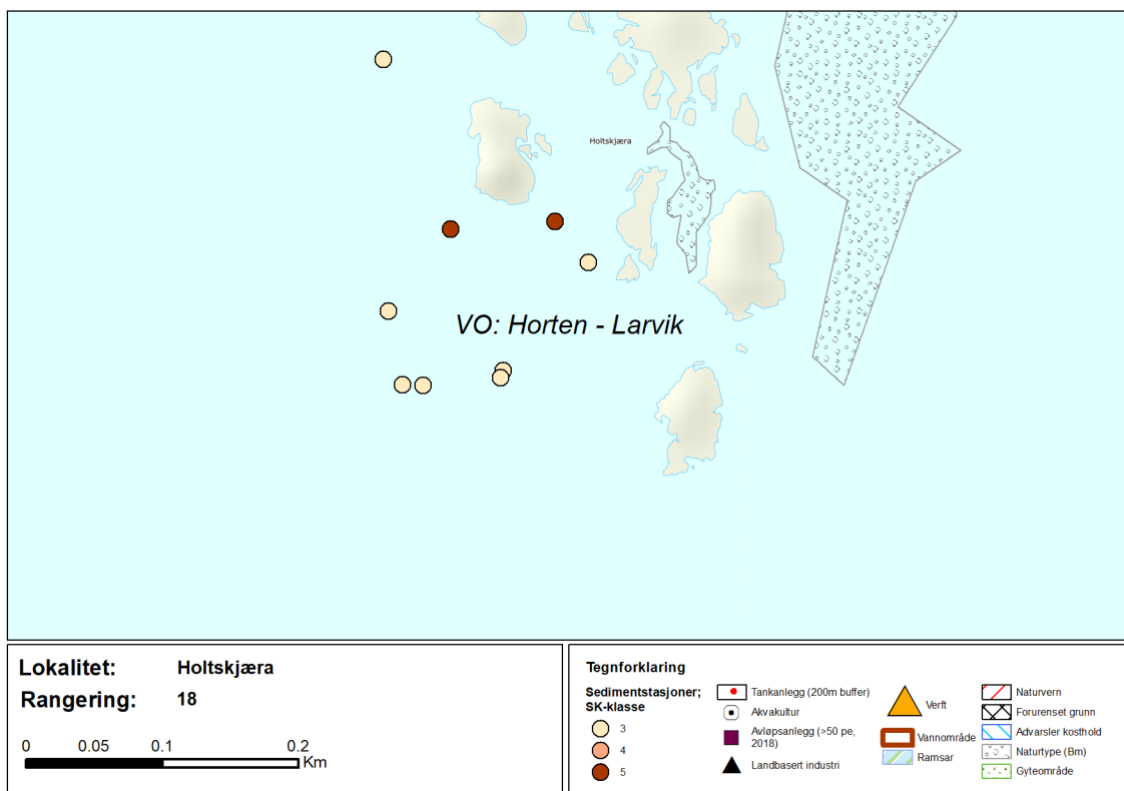 Holtskjæra
VO: Horten - Larvik
Lokalitet: Holtskjæra
Rangering: 18
0 0.05 0.1 0.2
Km
Tegnforklaring
Sedimentstasjoner;
SK-klasse
3
4
5
Tankanlegg (200m buffer)
Akvakultur
Avløpsanlegg (>50 pe,
2018)
Landbasert industri
Verft
Vannområde
Ramsar
Naturvern
Forurenset grunn
Advarsler kosthold
Naturtype (Bm)
Gyteområde